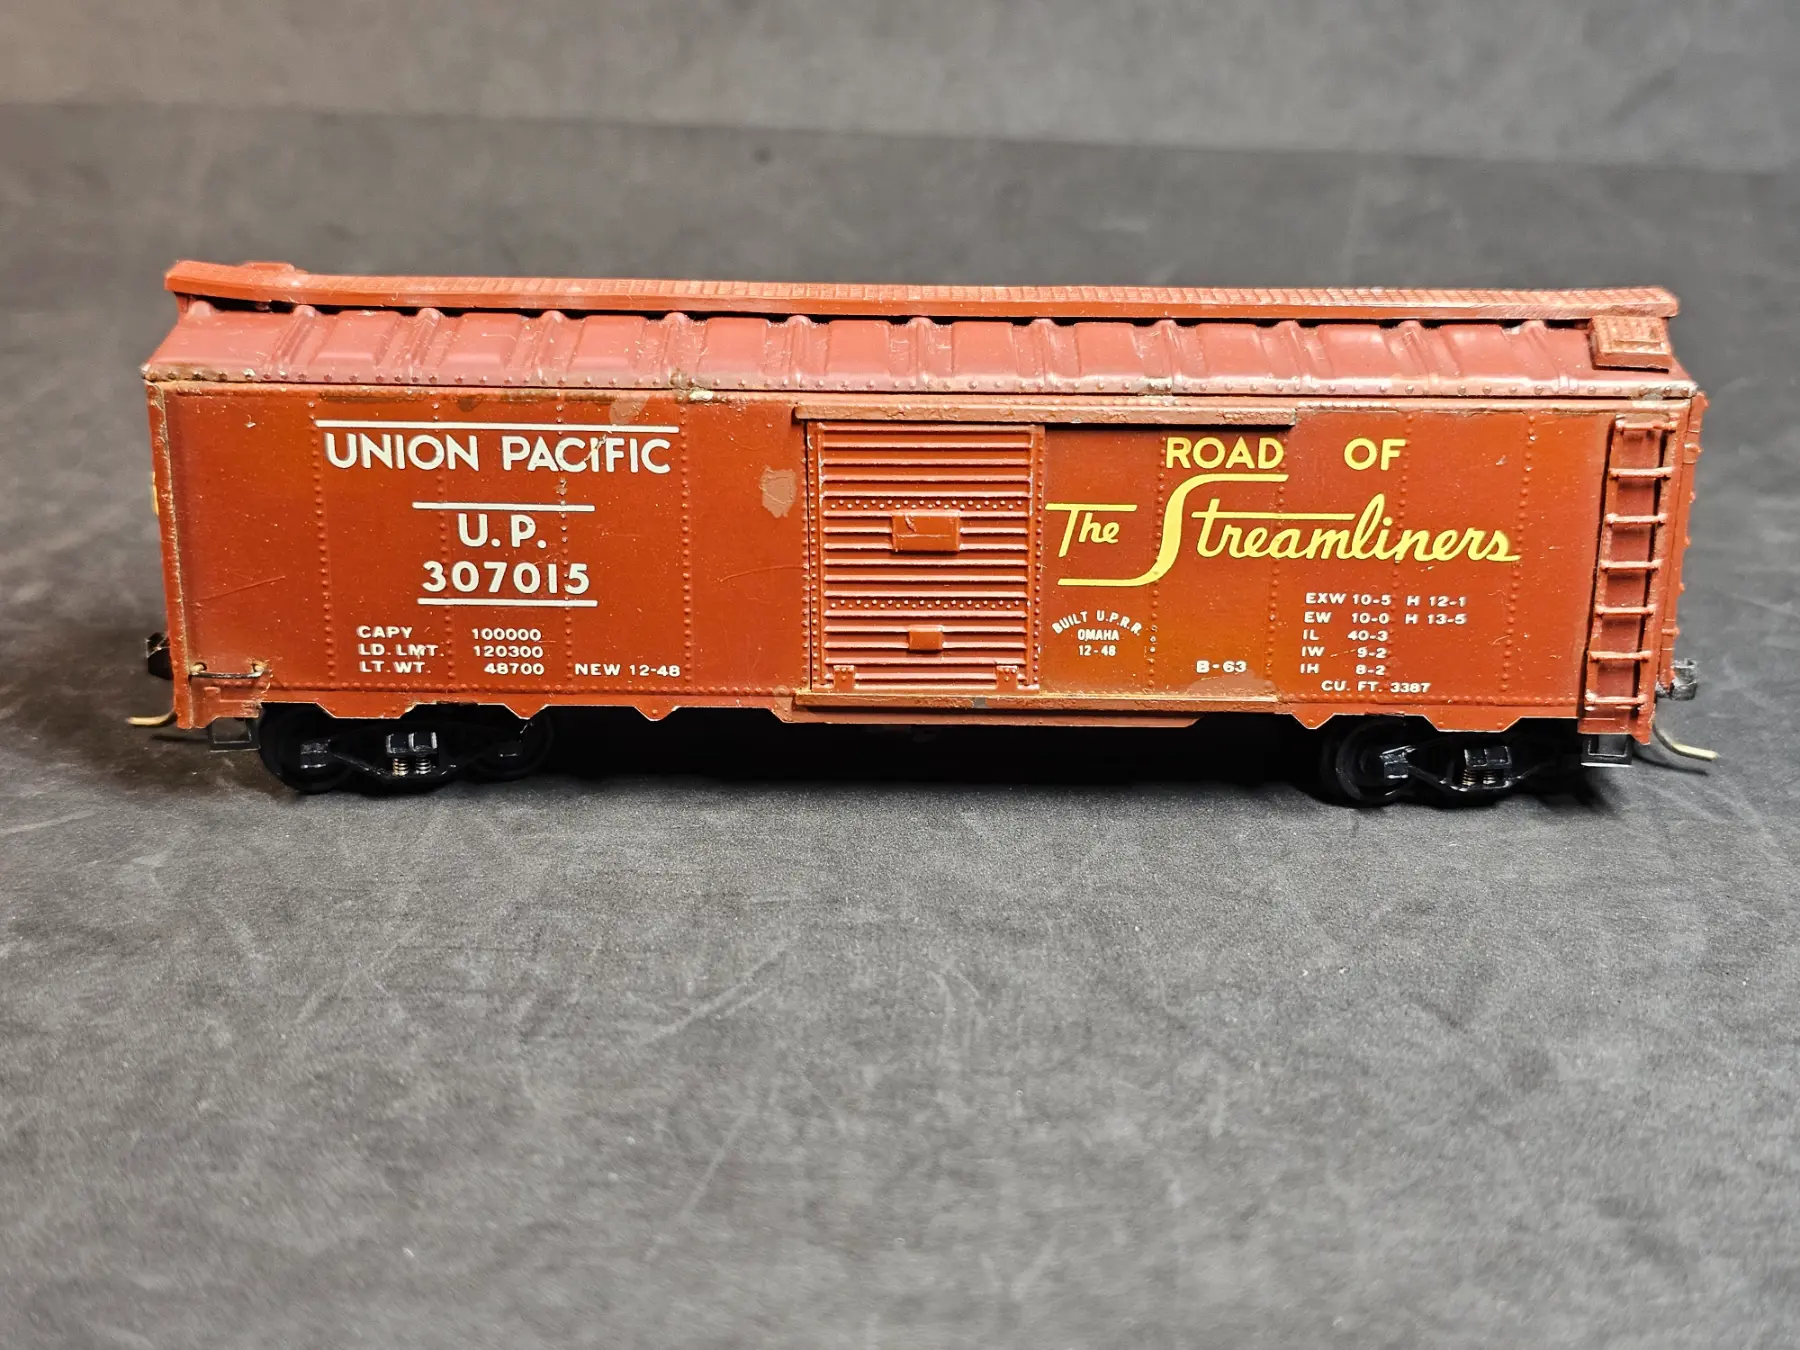 UNION PACIFIC
U.P.
307015
CAPY 100000
LD. LMT. 120300
LT. WT. 48700 NEW 12-48
ROAD OF
The Streamliners
BUILT U.P.R.R.
OMAHA
12-48
B-63
EXW 10-5 H 12-1
EW 10-0 H 13-5
IL 40-3
IW 9-2
IH 8-2
CU. FT. 3387